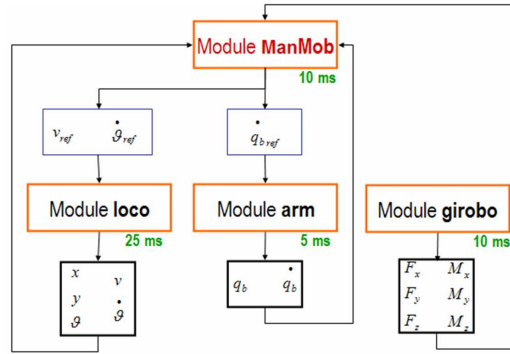 Module ManMob
10 ms
v_ref ϑ̇_ref
q̇_b ref
Module loco
25 ms
Module arm
5 ms
Module girobo
10 ms
x
v
y
ϑ ϑ̇
q_b q̇_b
F_x M_x
F_y M_y
F_z M_z